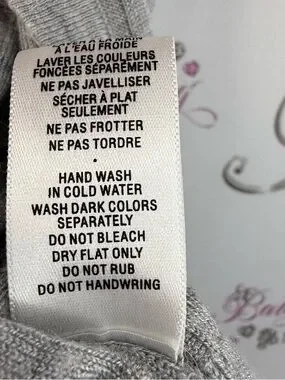 À L'EAU FROIDE
LAVER LES COULEURS
FONCÉES SÉPARÉMENT
NE PAS JAVELLISER
SÉCHER À PLAT
SEULEMENT
NE PAS FROTTER
NE PAS TORDRE
•
HAND WASH
IN COLD WATER
WASH DARK COLORS
SEPARATELY
DO NOT BLEACH
DRY FLAT ONLY
DO NOT RUB
DO NOT HANDWRING